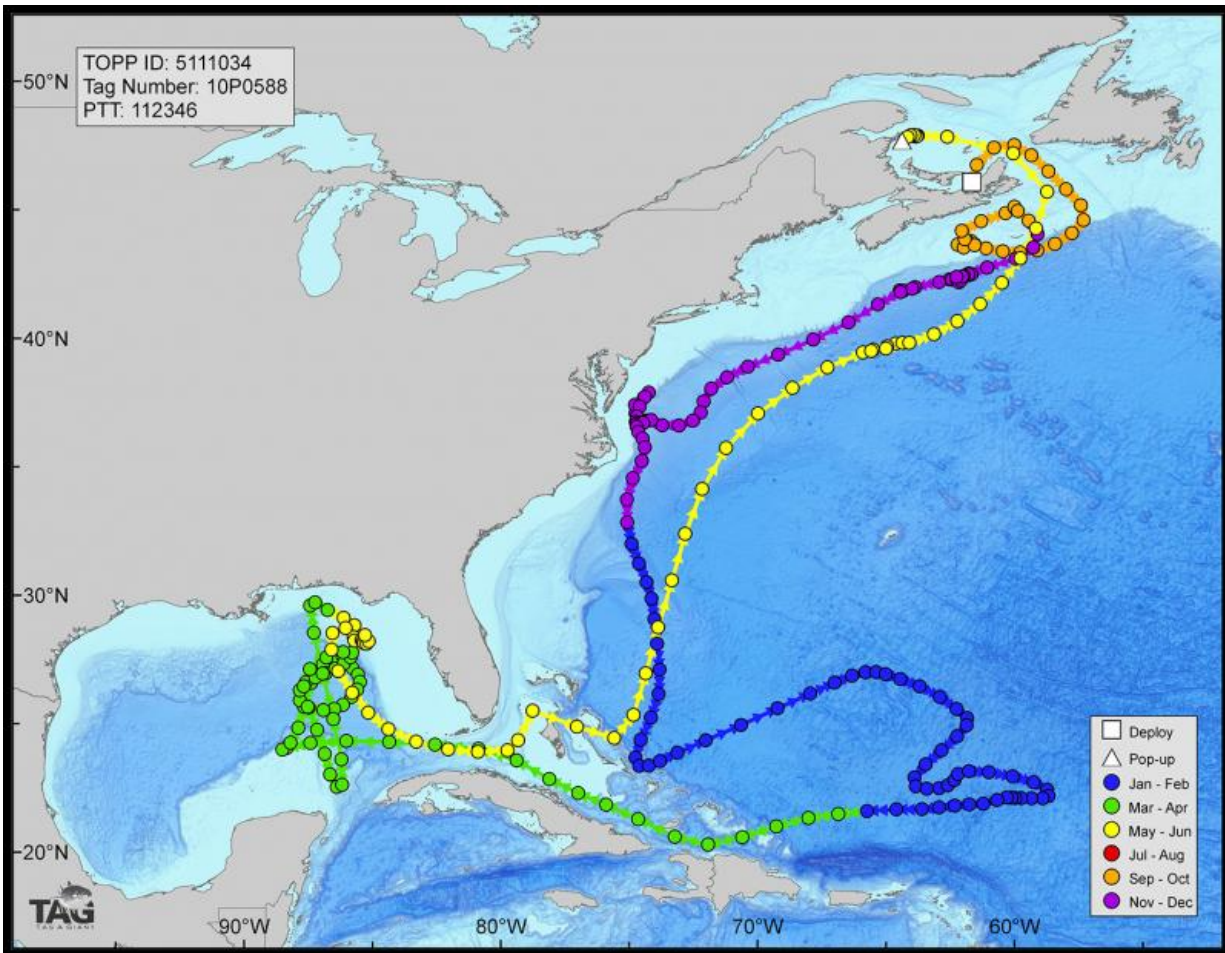 TOPP ID: 5111034
Tag Number: 10P0588
PTT: 112346
50°N
40°N
30°N
20°N
90°W
80°W
70°W
60°W
Deploy
Pop-up
Jan - Feb
Mar - Apr
May - Jun
Jul - Aug
Sep - Oct
Nov - Dec
TAG
TAG A GIANT